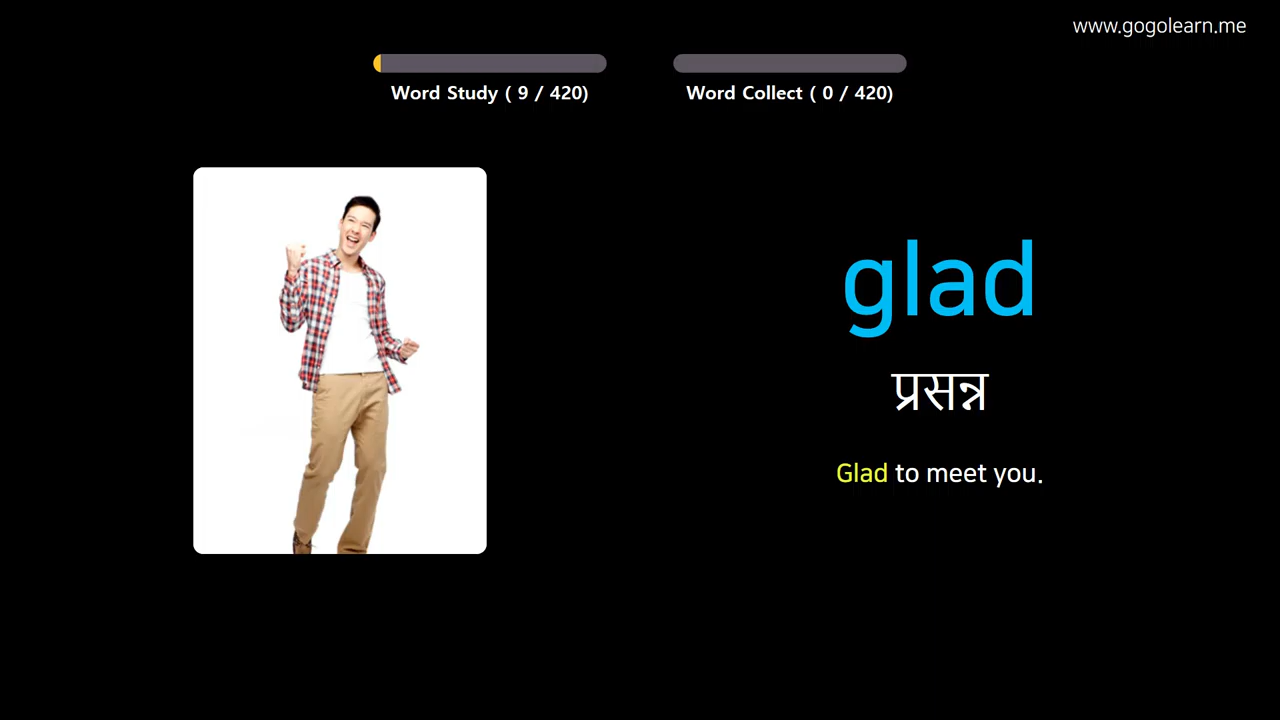 www.gogolearn.me
Word Study ( 9 / 420)
Word Collect ( 0 / 420)
glad
प्रसन्न
Glad to meet you.